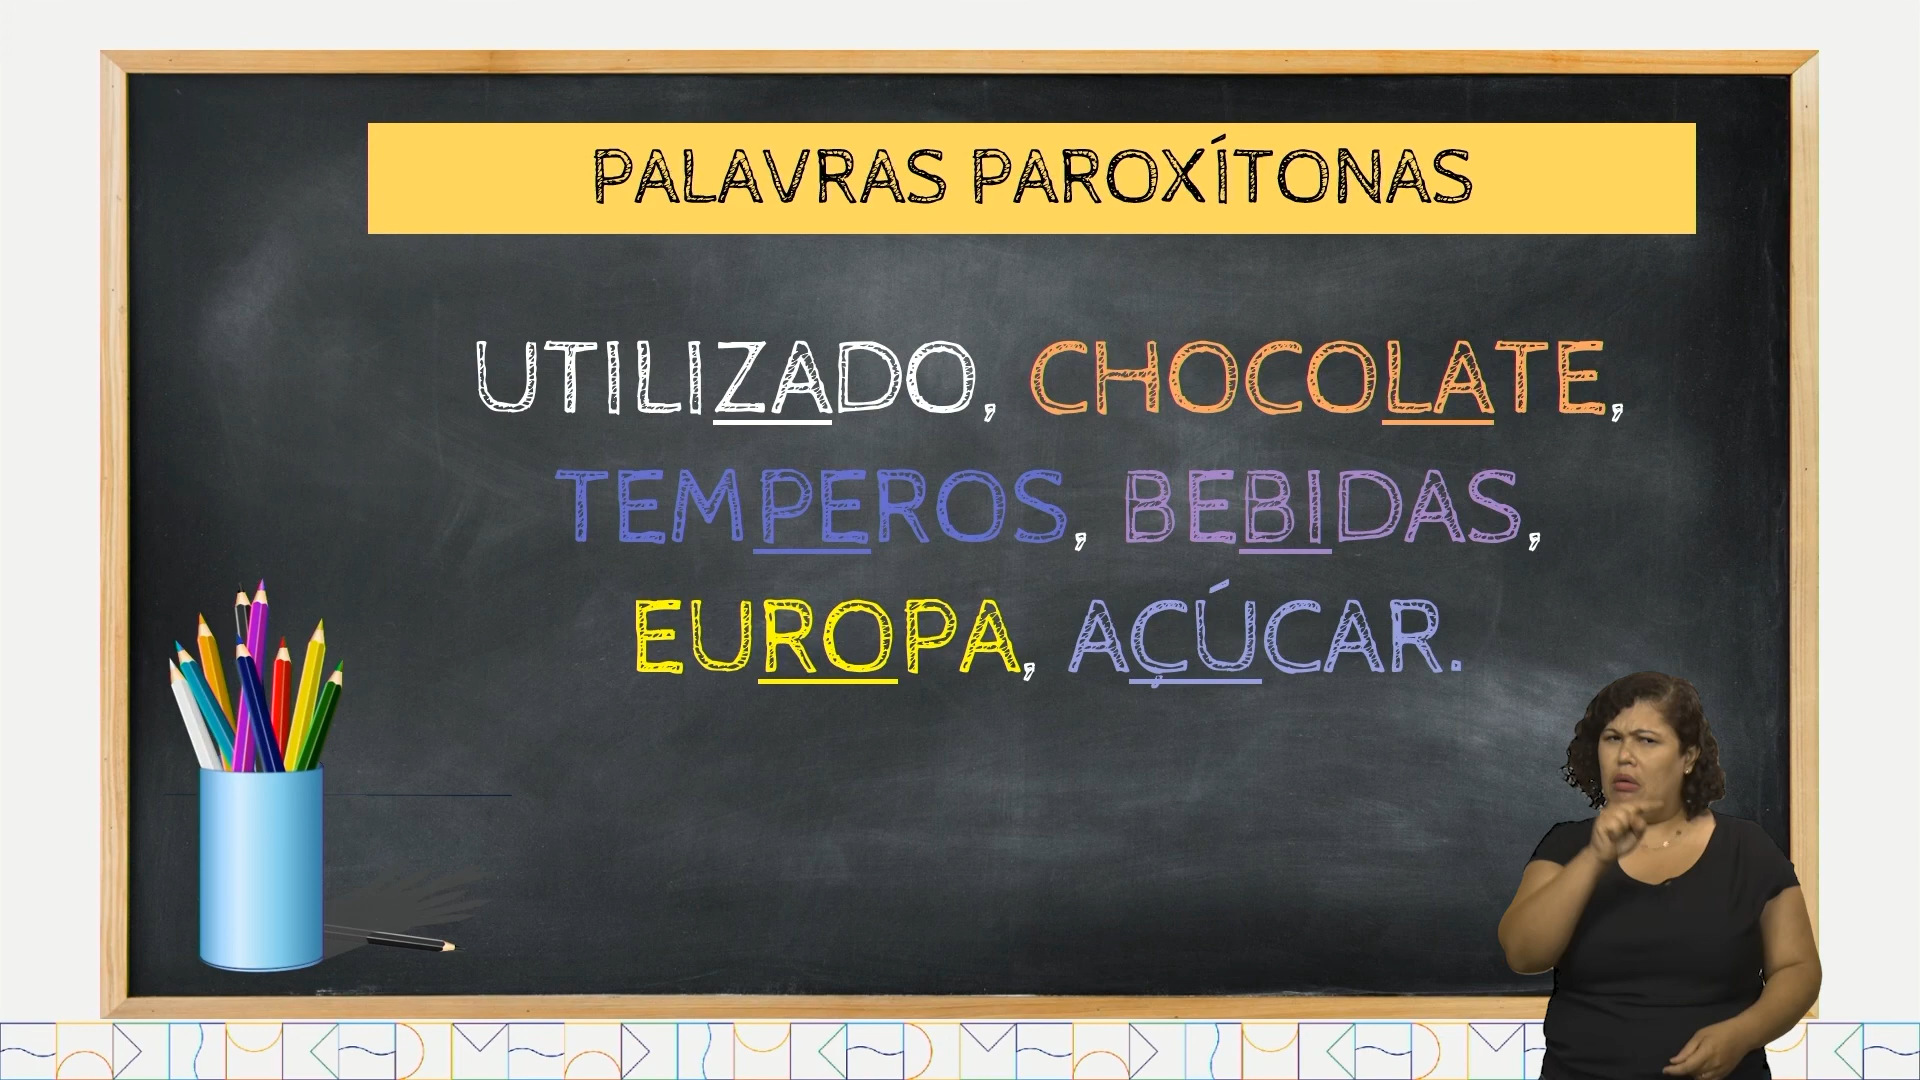 PALAVRAS PAROXÍTONAS
UTILIZADO, CHOCOLATE,
TEMPEROS, BEBIDAS,
EUROPA, AÇÚCAR.